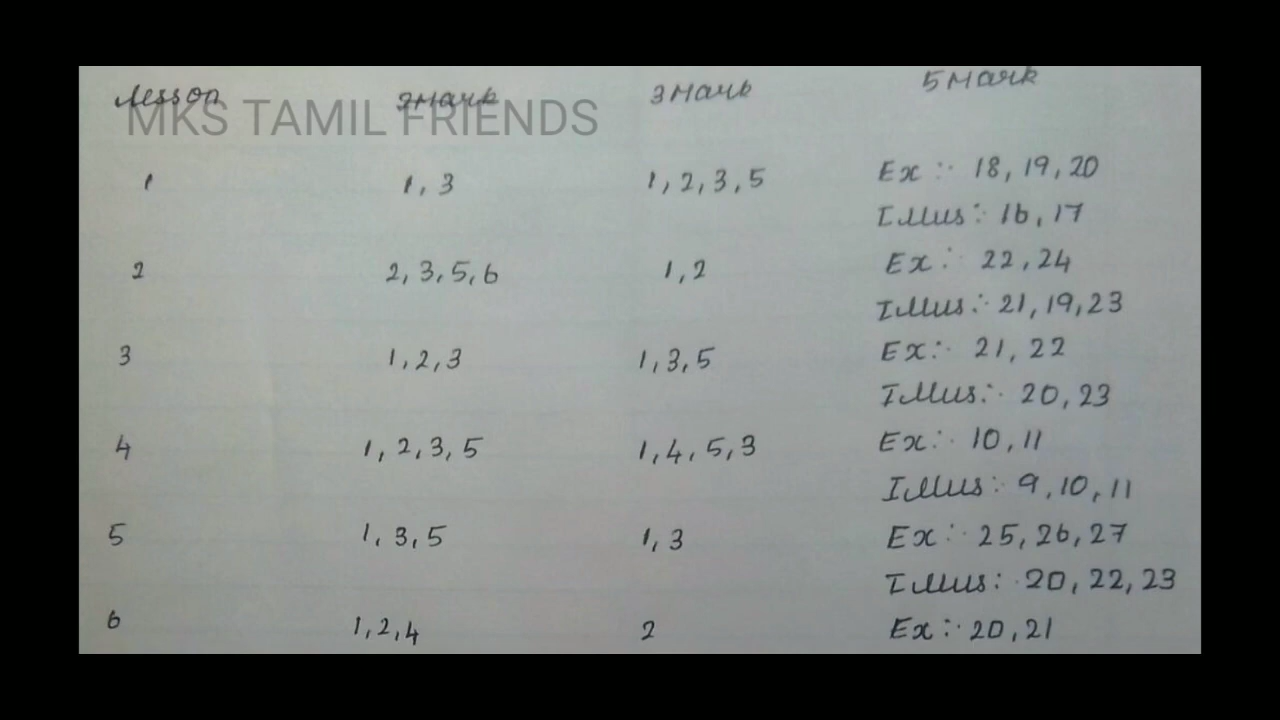 Lesson 2Mark 3Mark 5Mark
MKS TAMIL FRIENDS
1 1, 3 1, 2, 3, 5 Ex : 18, 19, 20
Illus : 16, 17
2 2, 3, 5, 6 1, 2 Ex : 22, 24
Illus : 21, 19, 23
3 1, 2, 3 1, 3, 5 Ex : 21, 22
Illus : 20, 23
4 1, 2, 3, 5 1, 4, 5, 3 Ex : 10, 11
Illus : 9, 10, 11
5 1, 3, 5 1, 3 Ex : 25, 26, 27
Illus : 20, 22, 23
6 1, 2, 4 2 Ex : 20, 21